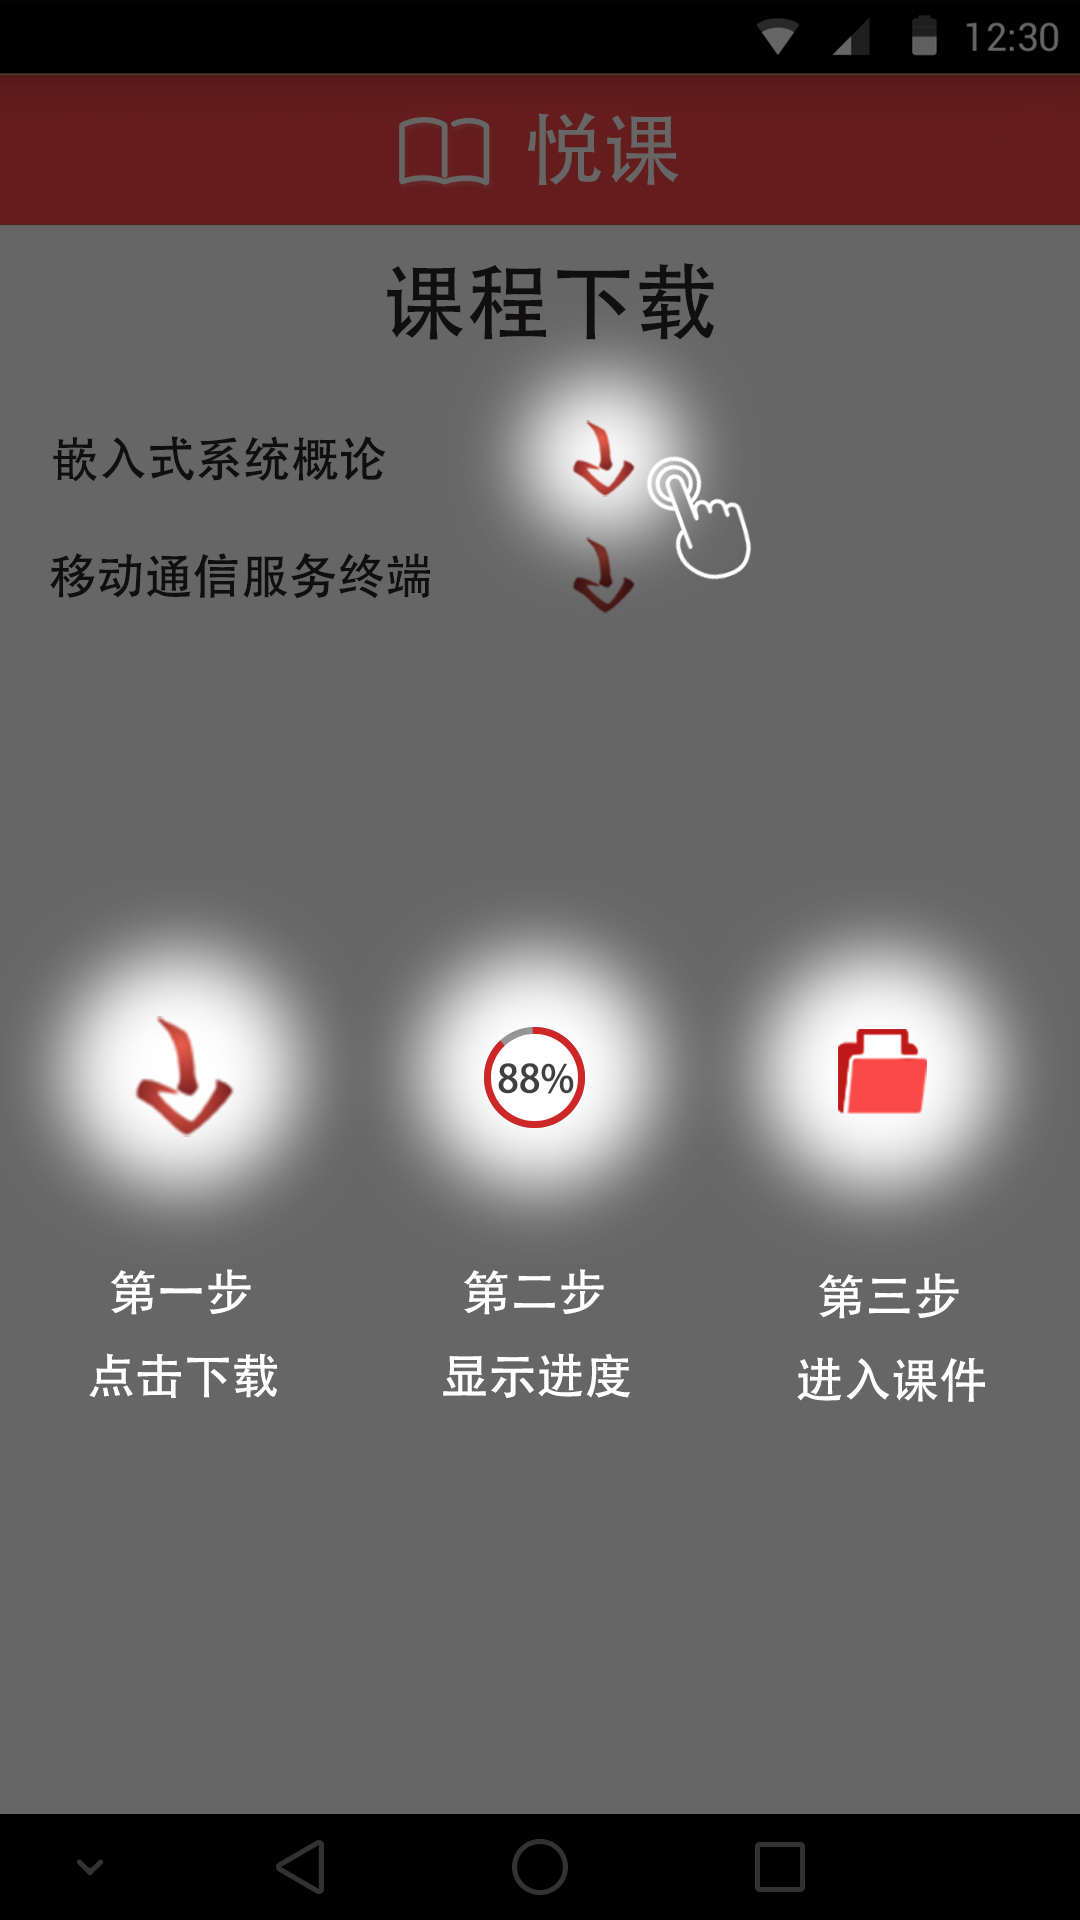 12:30
悦课
课程下载
嵌入式系统概论
移动通信服务终端
88%
第一步 第二步 第三步
点击下载 显示进度 进入课件